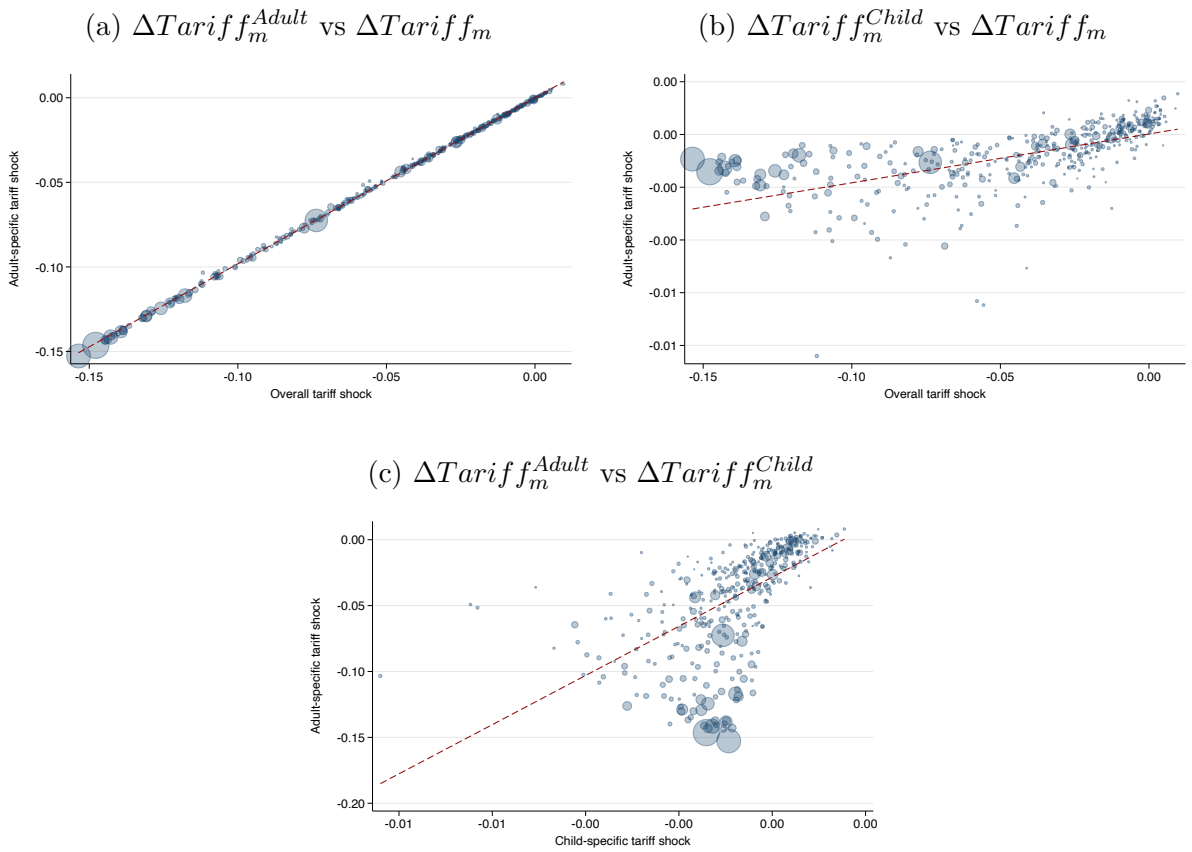 (a) ΔTariff_m^Adult vs ΔTariff_m
(b) ΔTariff_m^Child vs ΔTariff_m
Adult-specific tariff shock
0.00
-0.05
-0.10
-0.15
-0.15 -0.10 -0.05 0.00
Overall tariff shock
Adult-specific tariff shock
0.00
0.00
-0.00
-0.00
-0.01
-0.01
-0.15 -0.10 -0.05 0.00
Overall tariff shock
(c) ΔTariff_m^Adult vs ΔTariff_m^Child
Adult-specific tariff shock
0.00
-0.05
-0.10
-0.15
-0.20
-0.01 -0.01 -0.00 0.00 0.00
Child-specific tariff shock